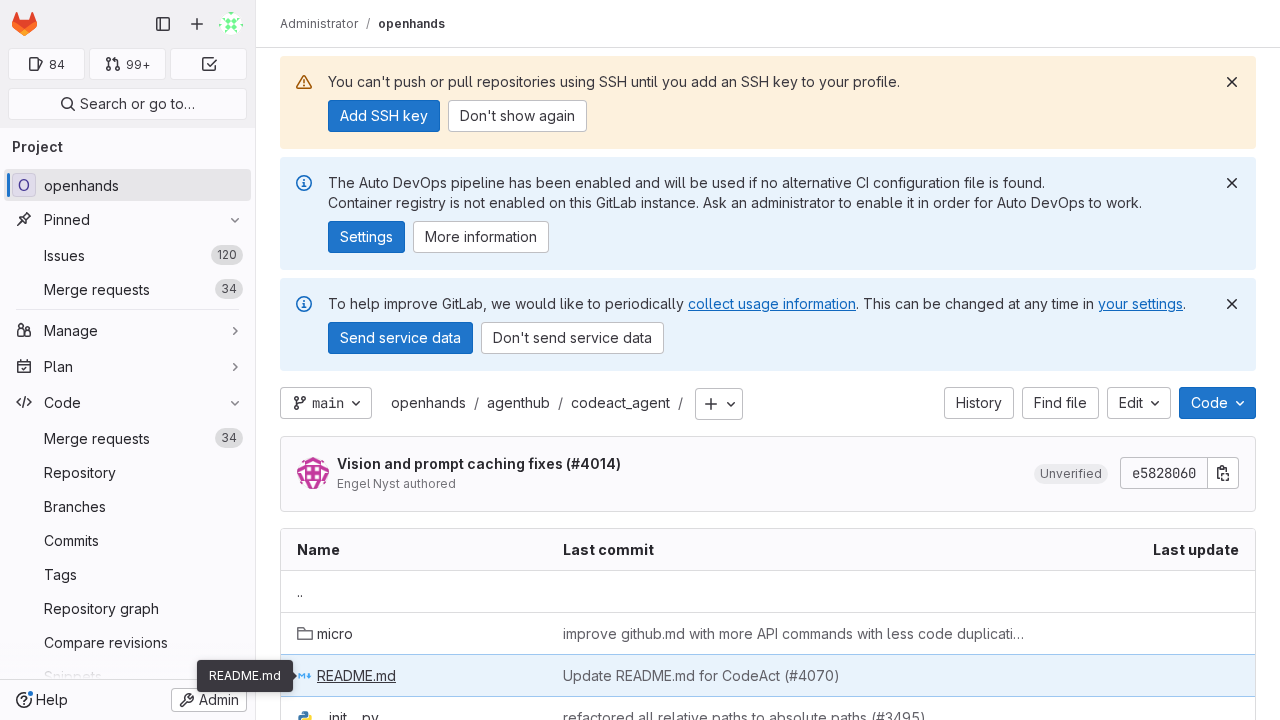 Administrator / openhands
84
99+
Search or go to…
Project
O openhands
Pinned
Issues 120
Merge requests 34
Manage
Plan
Code
Merge requests 34
Repository
Branches
Commits
Tags
Repository graph
Compare revisions
Snippets
Help
Admin
You can't push or pull repositories using SSH until you add an SSH key to your profile.
Add SSH key
Don't show again
The Auto DevOps pipeline has been enabled and will be used if no alternative CI configuration file is found.
Container registry is not enabled on this GitLab instance. Ask an administrator to enable it in order for Auto DevOps to work.
Settings
More information
To help improve GitLab, we would like to periodically collect usage information. This can be changed at any time in your settings.
Send service data
Don't send service data
main
openhands / agenthub / codeact_agent /
History
Find file
Edit
Code
Vision and prompt caching fixes (#4014)
Engel Nyst authored
Unverified
e5828060
Name Last commit Last update
..
micro improve github.md with more API commands with less code duplicati…
README.md Update README.md for CodeAct (#4070)
README.md
__init__.py refactored all relative paths to absolute paths (#3495)